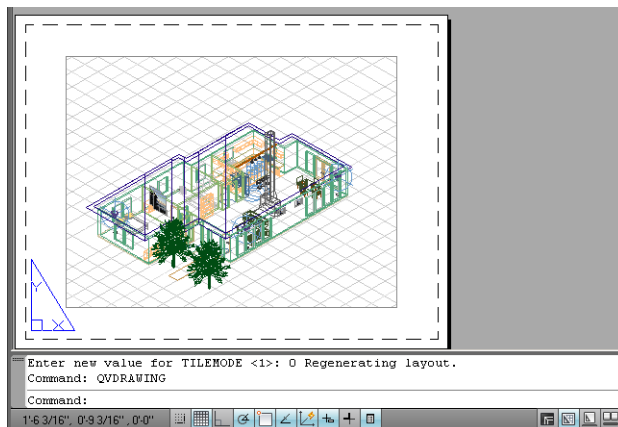 Y
X
Enter new value for TILEMODE <1>: 0 Regenerating layout.
Command: QVDRAWING
Command:
1'-6 3/16", 0'-9 3/16" , 0'-0"